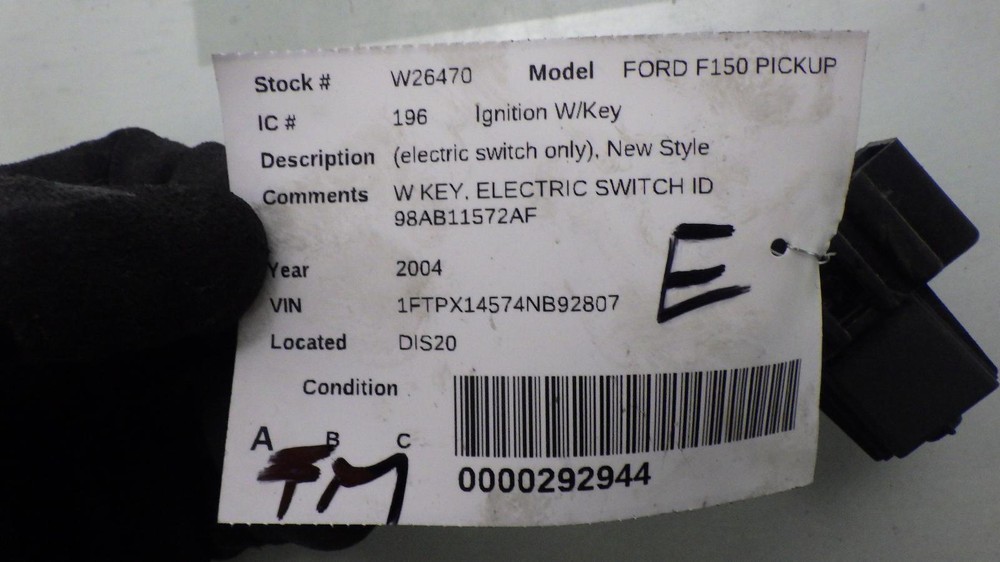 Stock # W26470 Model FORD F150 PICKUP
IC # 196 Ignition W/Key
Description (electric switch only), New Style
Comments W KEY, ELECTRIC SWITCH ID
98AB11572AF
E
Year 2004
VIN 1FTPX14574NB92807
Located DIS20
Condition
A B C
0000292944